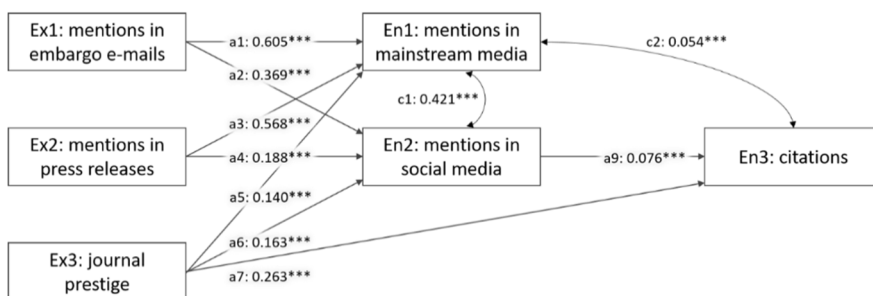 Ex1: mentions in
embargo e-mails
a1: 0.605***
En1: mentions in
mainstream media
c2: 0.054***
a2: 0.369***
c1: 0.421***
a3: 0.568***
Ex2: mentions in
press releases
a4: 0.188***
En2: mentions in
social media
a9: 0.076***
En3: citations
a5: 0.140***
a6: 0.163***
Ex3: journal
prestige
a7: 0.263***